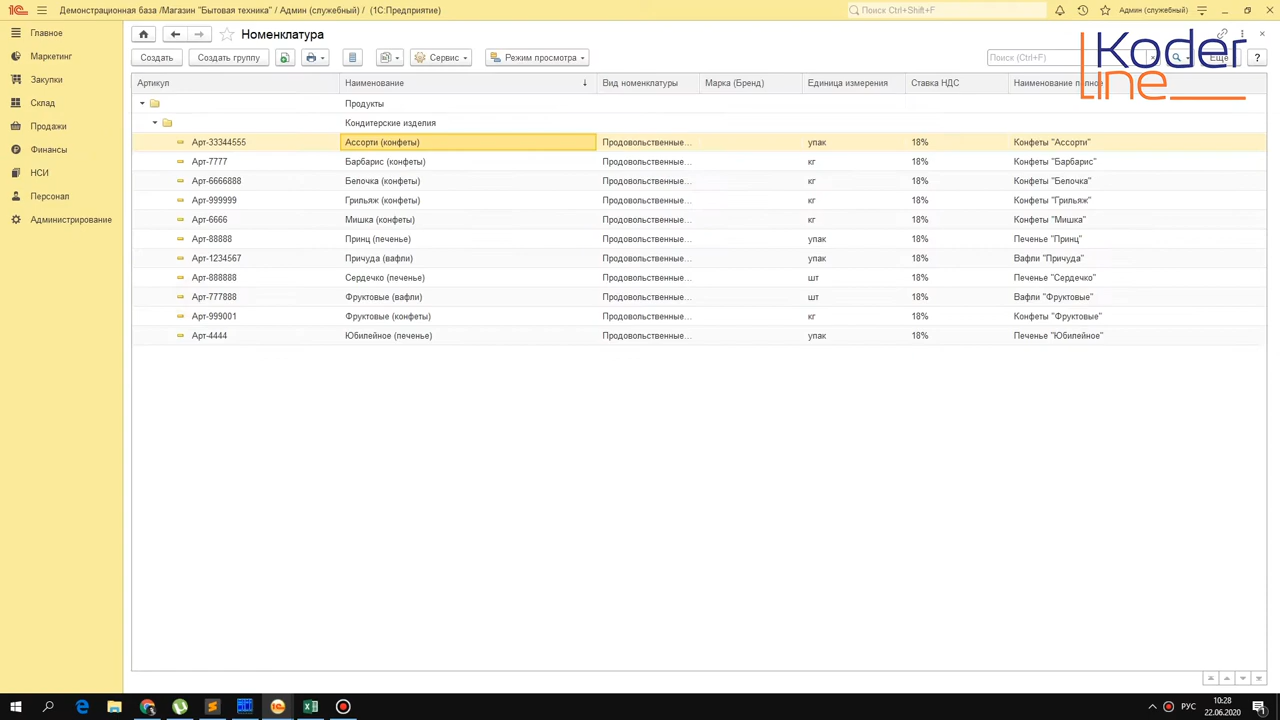 Демонстрационная база /Магазин "Бытовая техника" / Админ (служебный) / (1С:Предприятие)
Поиск Ctrl+Shift+F
Админ (служебный)
Главное
Маркетинг
Закупки
Склад
Продажи
Финансы
НСИ
Персонал
Администрирование
Номенклатура
Koder
Line
Создать
Создать группу
Сервис
Режим просмотра
Поиск (Ctrl+F)
Еще
?
Артикул Наименование Вид номенклатуры Марка (Бренд) Единица измерения Ставка НДС Наименование полное
Продукты
Кондитерские изделия
Арт-33344555 Ассорти (конфеты) Продовольственные... упак 18% Конфеты "Ассорти"
Арт-7777 Барбарис (конфеты) Продовольственные... кг 18% Конфеты "Барбарис"
Арт-6666888 Белочка (конфеты) Продовольственные... кг 18% Конфеты "Белочка"
Арт-999999 Грильяж (конфеты) Продовольственные... кг 18% Конфеты "Грильяж"
Арт-6666 Мишка (конфеты) Продовольственные... кг 18% Конфеты "Мишка"
Арт-88888 Принц (печенье) Продовольственные... упак 18% Печенье "Принц"
Арт-1234567 Причуда (вафли) Продовольственные... упак 18% Вафли "Причуда"
Арт-888888 Сердечко (печенье) Продовольственные... шт 18% Печенье "Сердечко"
Арт-777888 Фруктовые (вафли) Продовольственные... шт 18% Вафли "Фруктовые"
Арт-999001 Фруктовые (конфеты) Продовольственные... кг 18% Конфеты "Фруктовые"
Арт-4444 Юбилейное (печенье) Продовольственные... упак 18% Печенье "Юбилейное"
РУС
10:28
22.06.2020